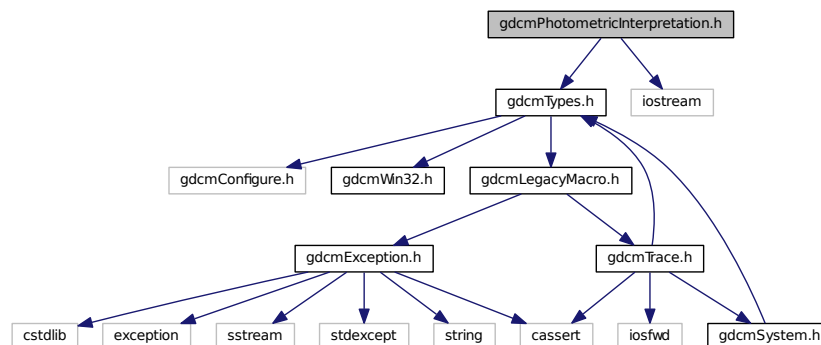 gdcmPhotometricInterpretation.h
gdcmTypes.h
iostream
gdcmConfigure.h
gdcmWin32.h
gdcmLegacyMacro.h
gdcmException.h
gdcmTrace.h
cstdlib
exception
sstream
stdexcept
string
cassert
iosfwd
gdcmSystem.h